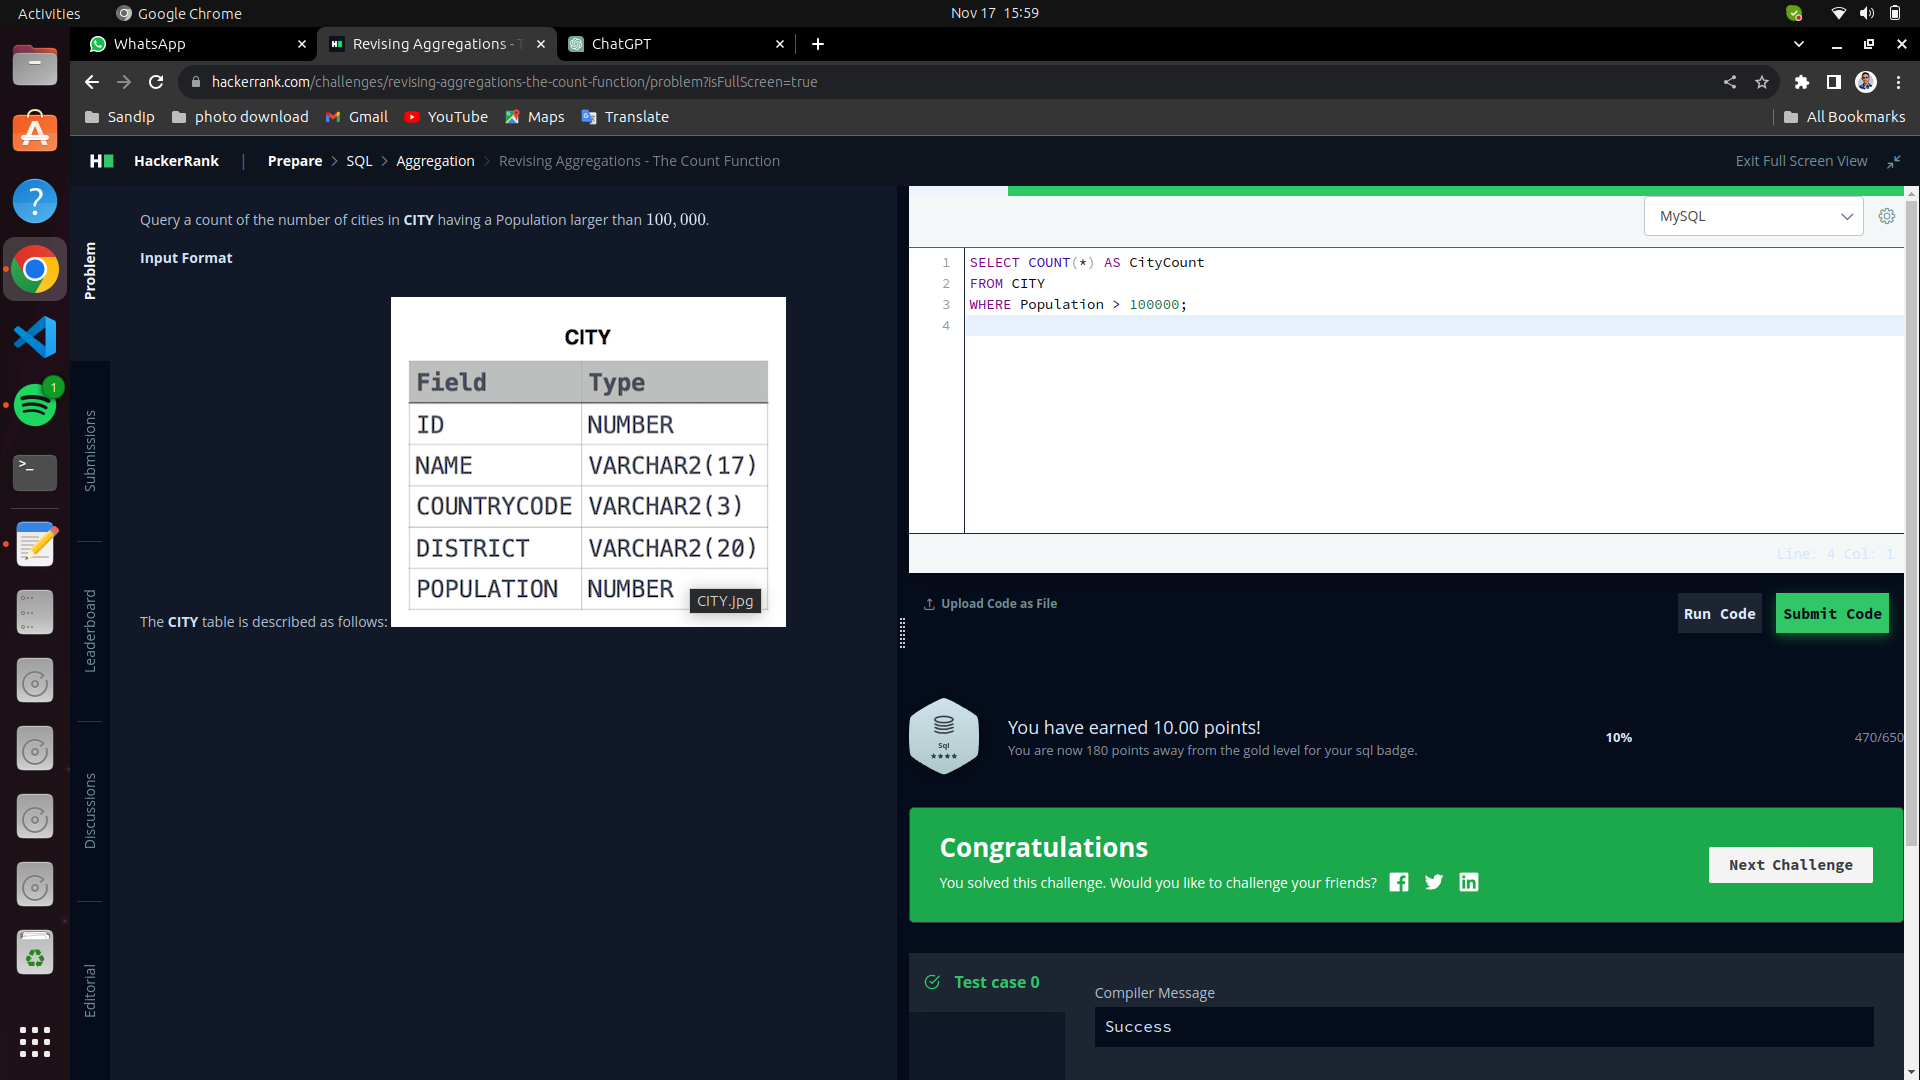 Activities
Google Chrome
Nov 17 15:59
WhatsApp
Revising Aggregations - T
ChatGPT
hackerrank.com/challenges/revising-aggregations-the-count-function/problem?isFullScreen=true
Sandip
photo download
Gmail
YouTube
Maps
Translate
All Bookmarks
HackerRank | Prepare > SQL > Aggregation > Revising Aggregations - The Count Function
Exit Full Screen View
Problem
Submissions
Leaderboard
Discussions
Editorial
Query a count of the number of cities in CITY having a Population larger than 100,000.
Input Format
CITY
Field Type
ID NUMBER
NAME VARCHAR2(17)
COUNTRYCODE VARCHAR2(3)
DISTRICT VARCHAR2(20)
POPULATION NUMBER
CITY.jpg
The CITY table is described as follows:
MySQL
1 SELECT COUNT(*) AS CityCount
2 FROM CITY
3 WHERE Population > 100000;
4
Line: 4 Col: 1
Upload Code as File
Run Code
Submit Code
Sql
You have earned 10.00 points!
You are now 180 points away from the gold level for your sql badge.
10%
470/650
Congratulations
You solved this challenge. Would you like to challenge your friends?
Next Challenge
Test case 0
Compiler Message
Success
1